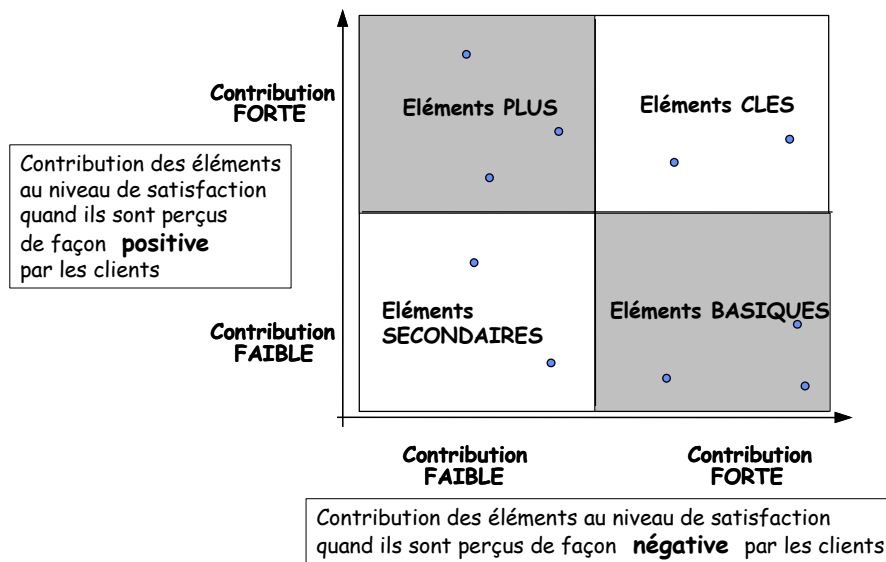 Contribution
FORTE
Eléments PLUS
Eléments CLES
Contribution des éléments
au niveau de satisfaction
quand ils sont perçus
de façon positive
par les clients
Contribution
FAIBLE
Eléments
SECONDAIRES
Eléments BASIQUES
Contribution
FAIBLE
Contribution
FORTE
Contribution des éléments au niveau de satisfaction
quand ils sont perçus de façon négative par les clients